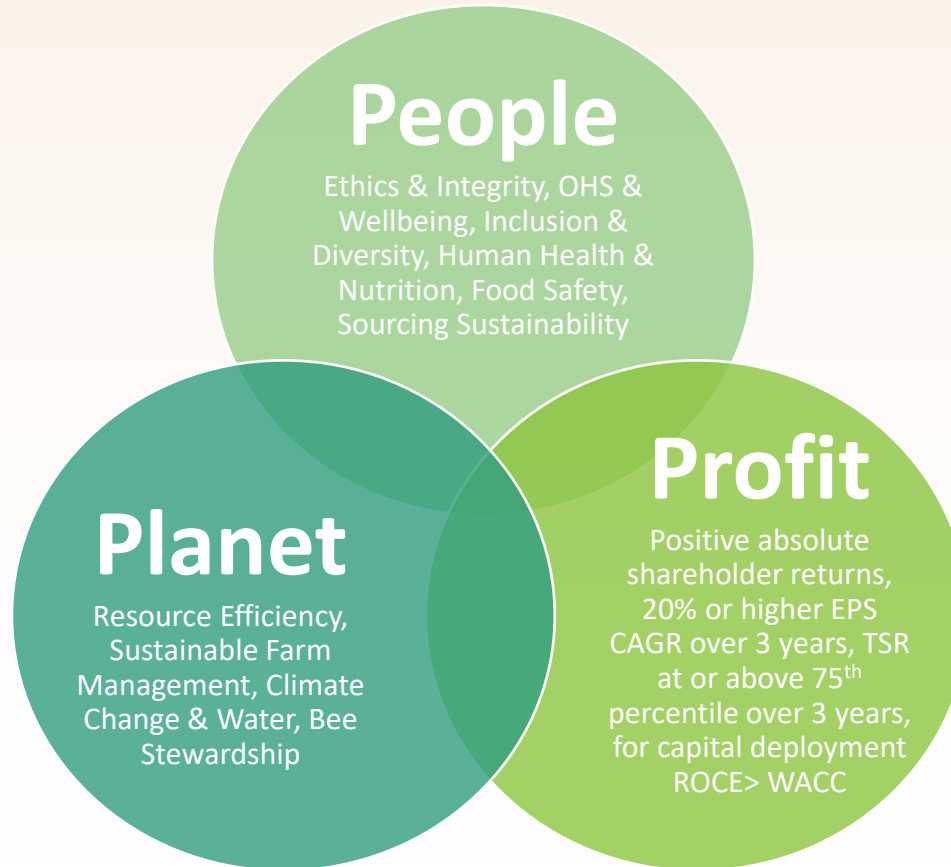 People
Ethics & Integrity, OHS &
Wellbeing, Inclusion &
Diversity, Human Health &
Nutrition, Food Safety,
Sourcing Sustainability
Planet
Resource Efficiency,
Sustainable Farm
Management, Climate
Change & Water, Bee
Stewardship
Profit
Positive absolute
shareholder returns,
20% or higher EPS
CAGR over 3 years, TSR
at or above 75th
percentile over 3 years,
for capital deployment
ROCE> WACC